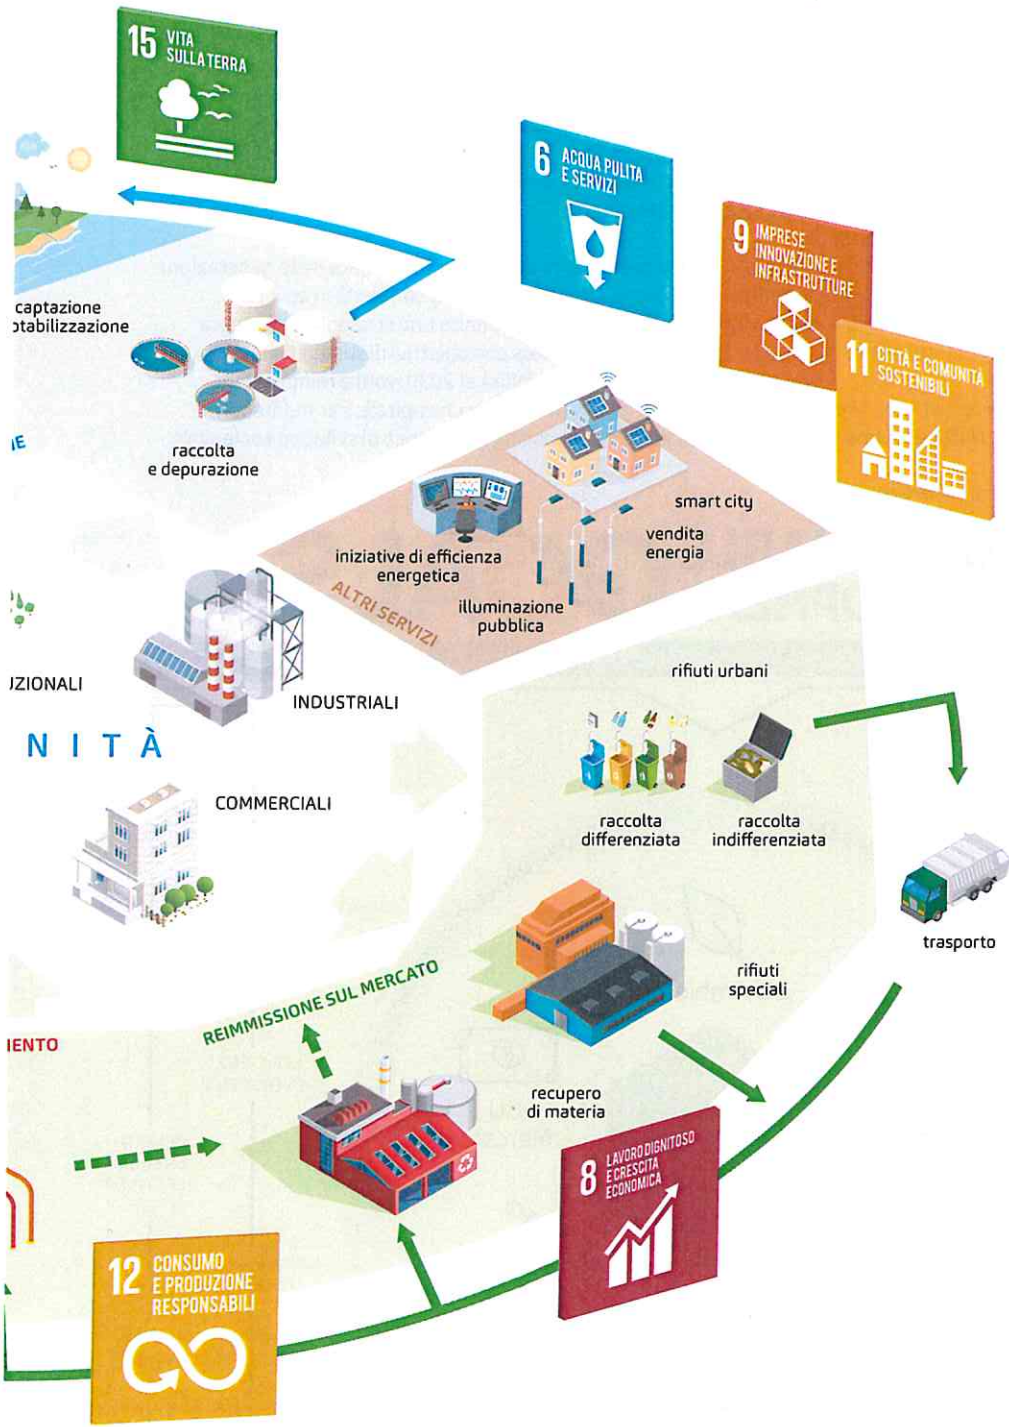 15 VITA
SULLA TERRA
6 ACQUA PULITA
E SERVIZI
9 IMPRESE
INNOVAZIONE E
INFRASTRUTTURE
11 CITTÀ E COMUNITÀ
SOSTENIBILI
captazione
otabilizzazione
raccolta
e depurazione
NE
smart city
vendita
energia
iniziative di efficienza
energetica
illuminazione
pubblica
ALTRI SERVIZI
UZIONALI
INDUSTRIALI
rifiuti urbani
NITÀ
COMMERCIALI
raccolta
differenziata
raccolta
indifferenziata
trasporto
rifiuti
speciali
REIMMISSIONE SUL MERCATO
IENTO
recupero
di materia
8 LAVORO DIGNITOSO
E CRESCITA
ECONOMICA
12 CONSUMO
E PRODUZIONE
RESPONSABILI